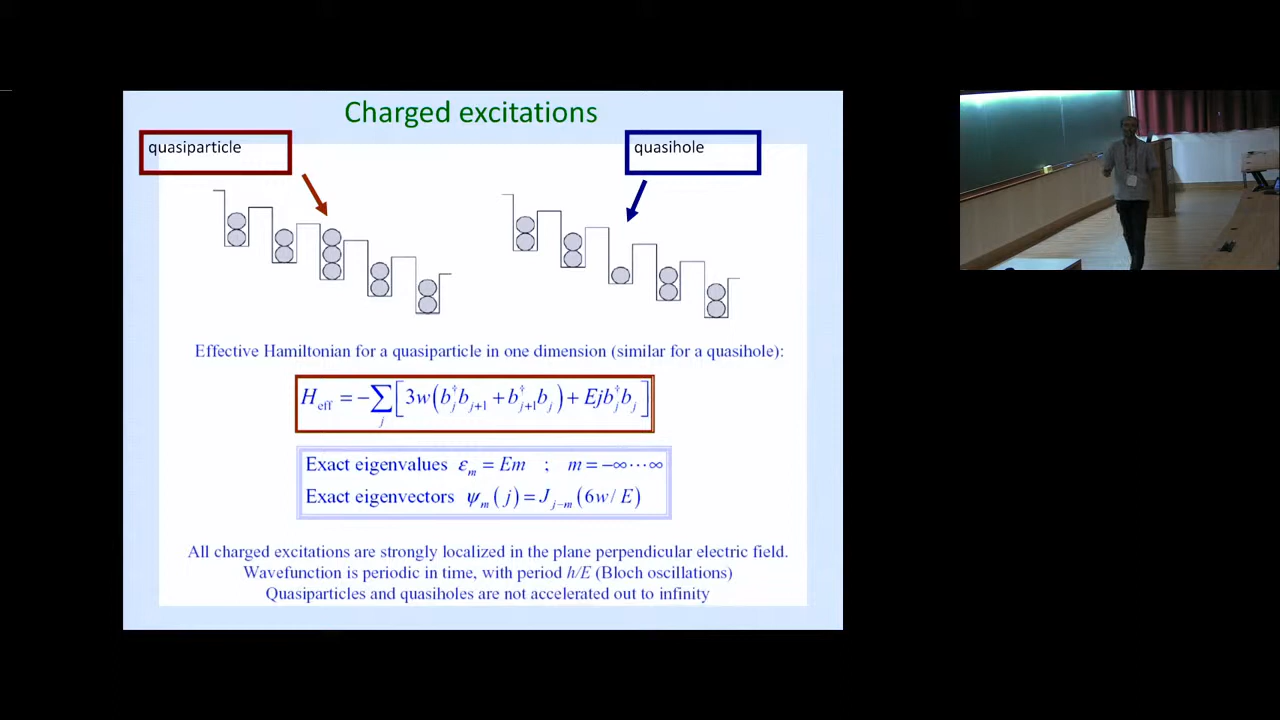 Charged excitations
quasiparticle
quasihole
Effective Hamiltonian for a quasiparticle in one dimension (similar for a quasihole):
H_eff = −∑_j [3w(b†_j b_{j+1} + b†_{j+1} b_j) + Ejb†_j b_j]
Exact eigenvalues ε_m = Em ; m = −∞⋯∞
Exact eigenvectors ψ_m(j) = J_{j−m}(6w/E)
All charged excitations are strongly localized in the plane perpendicular electric field.
Wavefunction is periodic in time, with period h/E (Bloch oscillations)
Quasiparticles and quasiholes are not accelerated out to infinity